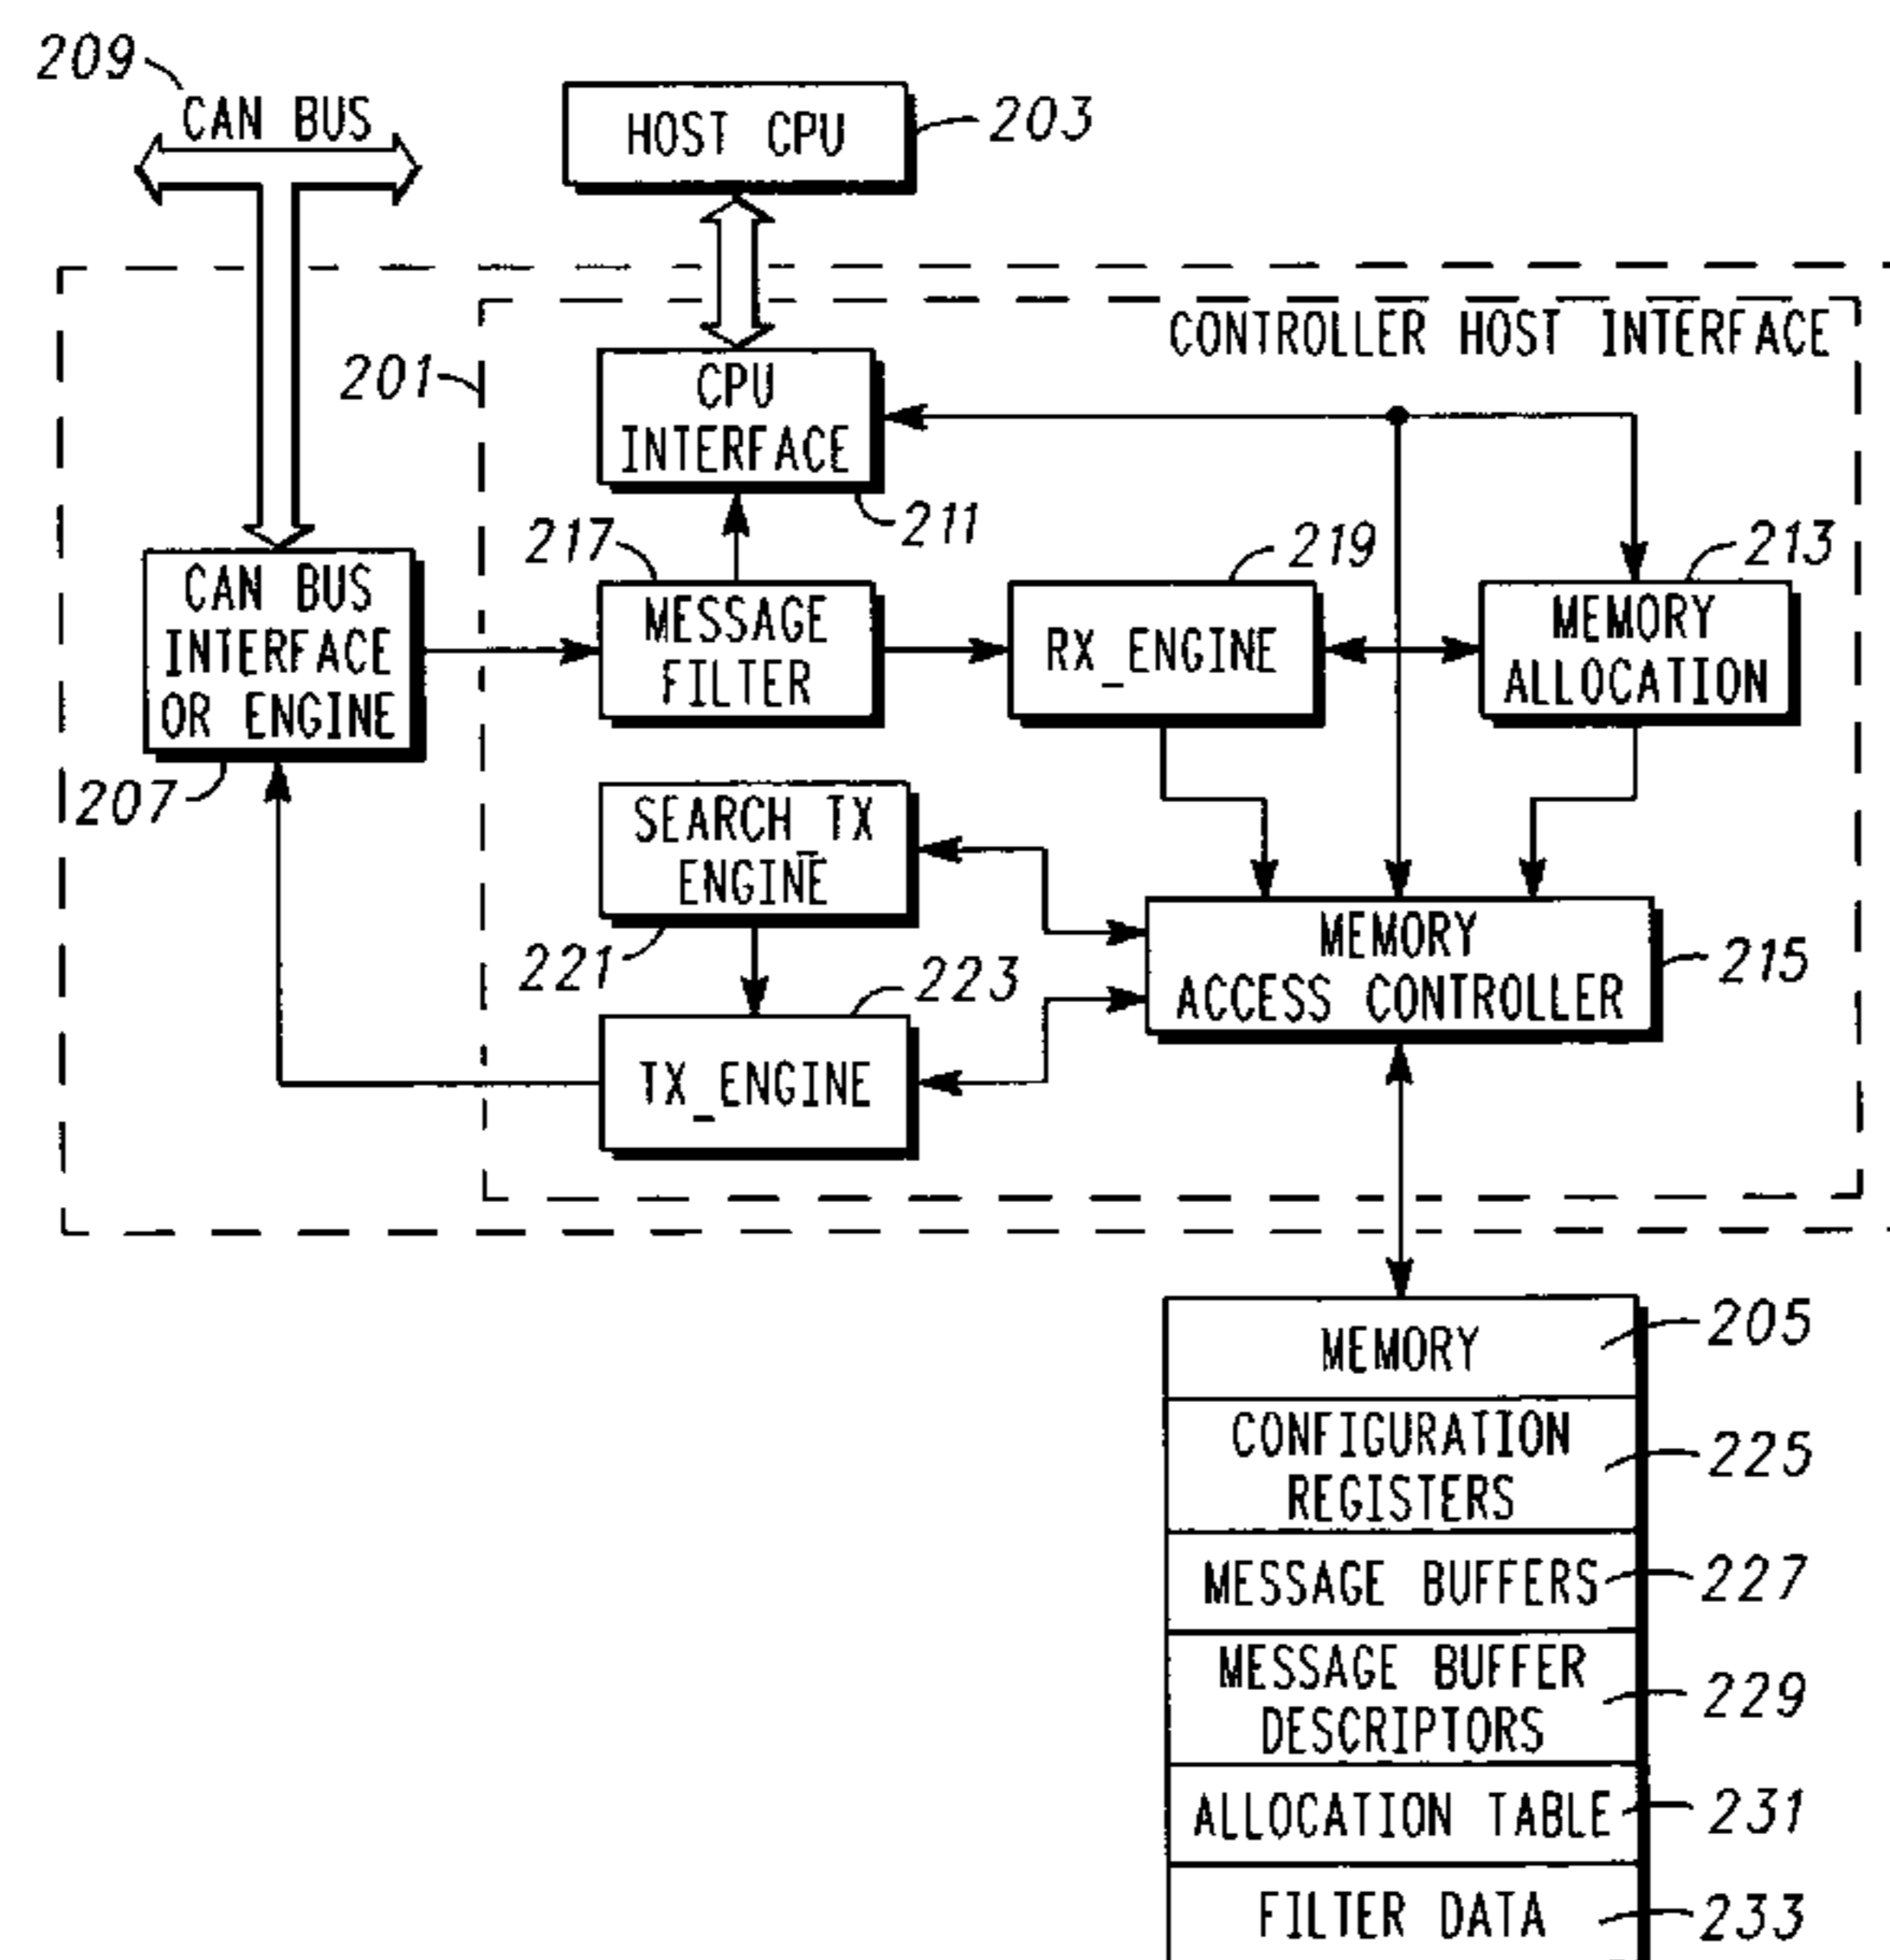 209
CAN BUS
HOST CPU
203
CONTROLLER HOST INTERFACE
201
CPU
INTERFACE
211
217
219
213
CAN BUS
INTERFACE
OR ENGINE
207
MESSAGE
FILTER
RX_ENGINE
MEMORY
ALLOCATION
SEARCH_TX
ENGINE
221
223
MEMORY
ACCESS CONTROLLER
215
TX_ENGINE
MEMORY
205
CONFIGURATION
REGISTERS
225
MESSAGE BUFFERS
227
MESSAGE BUFFER
DESCRIPTORS
229
ALLOCATION TABLE
231
FILTER DATA
233